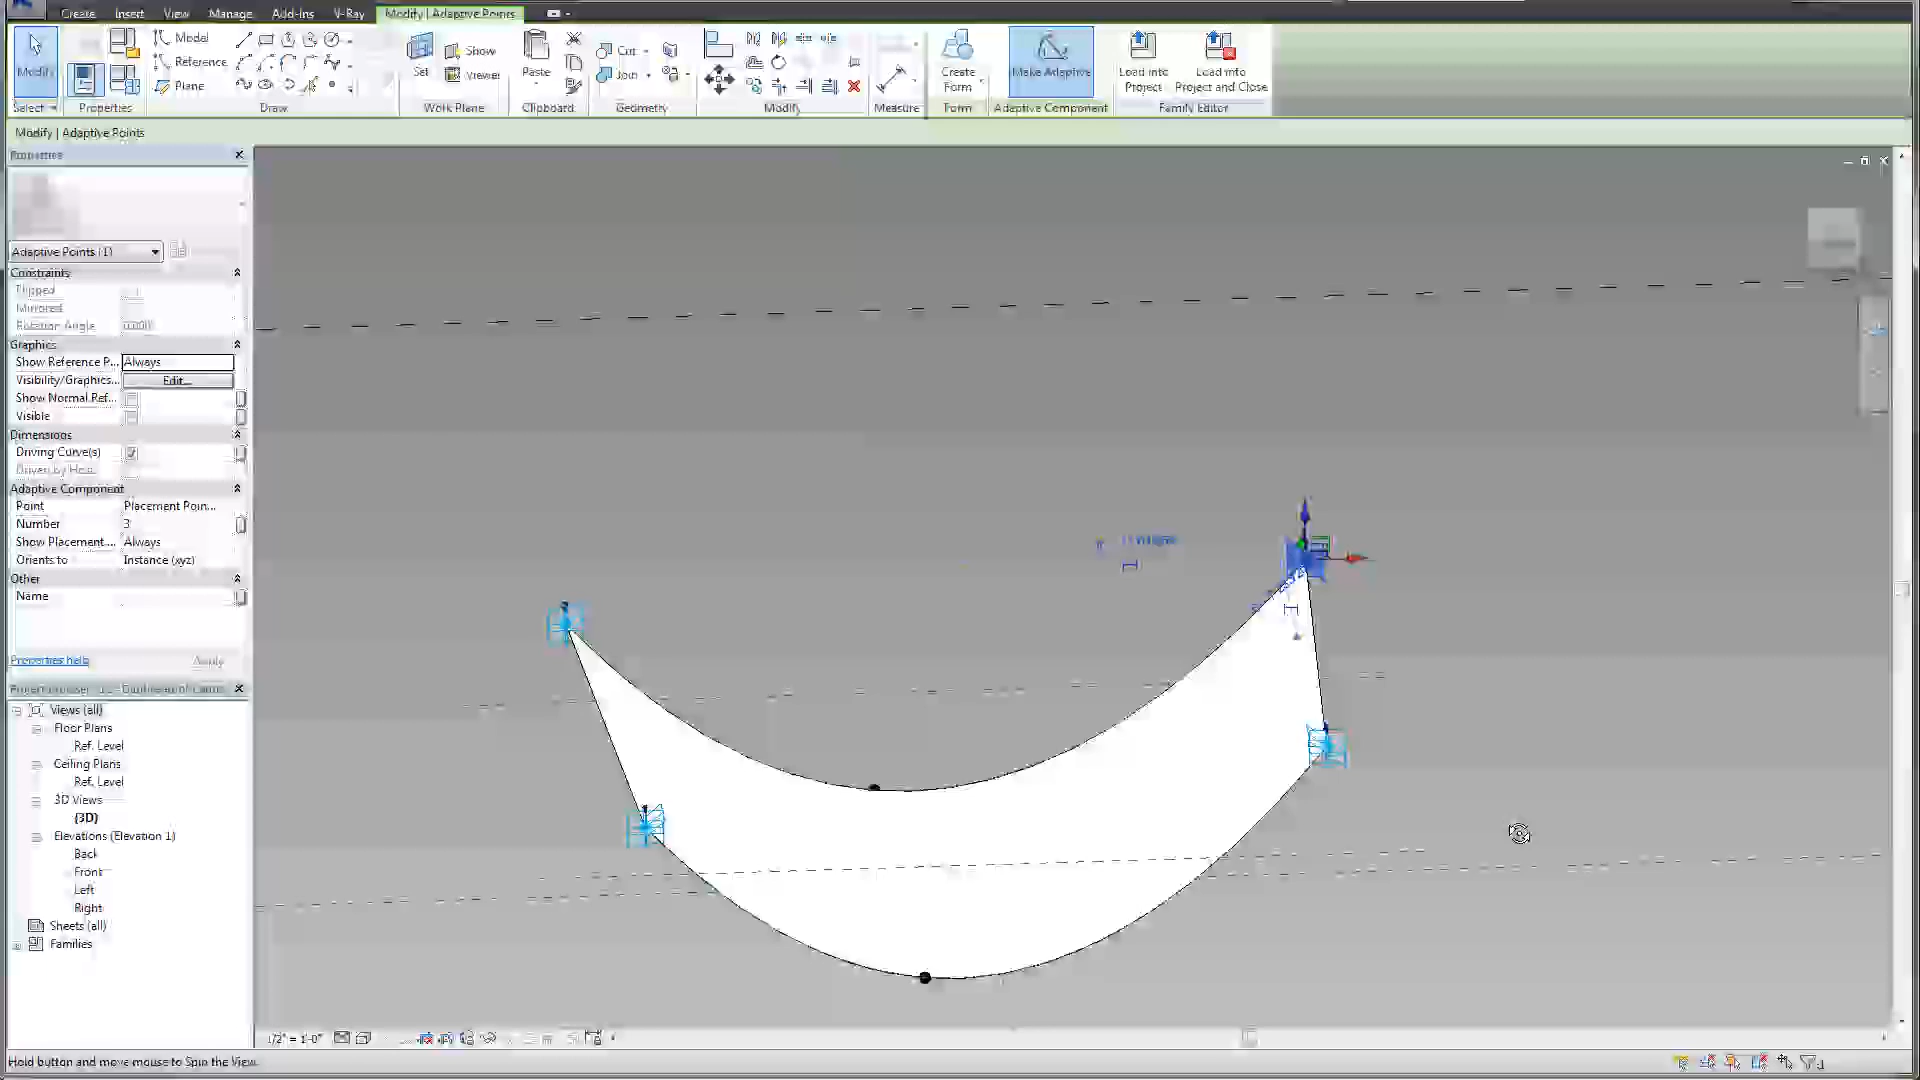 Create Insert View Manage Add-Ins V-Ray Modify | Adaptive Points
Modify
Model
Reference
Plane
Set
Show
Viewer
Paste
Cut
Join
Create Form
Make Adaptive
Load into Project
Load into Project and Close
Select Properties Draw Work Plane Clipboard Geometry Modify Measure Form Adaptive Component Family Editor
Modify | Adaptive Points
Properties
Adaptive Points (1)
Constraints
Flipped
Mirrored
Rotation Angle 0.000°
Graphics
Show Reference P... Always
Visibility/Graphics... Edit...
Show Normal Ref...
Visible
Dimensions
Driving Curve(s)
Driven by Host
Adaptive Component
Point Placement Poin...
Number 3
Show Placement... Always
Orients to Instance (xyz)
Other
Name
Properties help Apply
Views (all)
Floor Plans
Ref. Level
Ceiling Plans
Ref. Level
3D Views
{3D}
Elevations (Elevation 1)
Back
Front
Left
Right
Sheets (all)
Families
1/2" = 1'-0"
Hold button and move mouse to Spin the View.